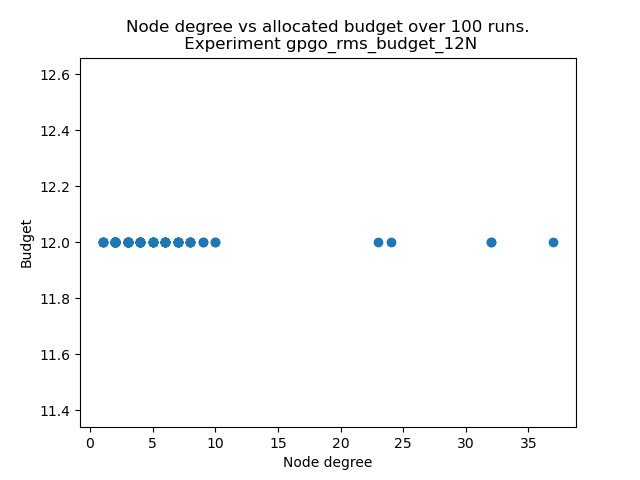 Node degree vs allocated budget over 100 runs.
Experiment gpgo_rms_budget_12N
12.6
12.4
12.2
12.0
11.8
11.6
11.4
Budget
0 5 10 15 20 25 30 35
Node degree